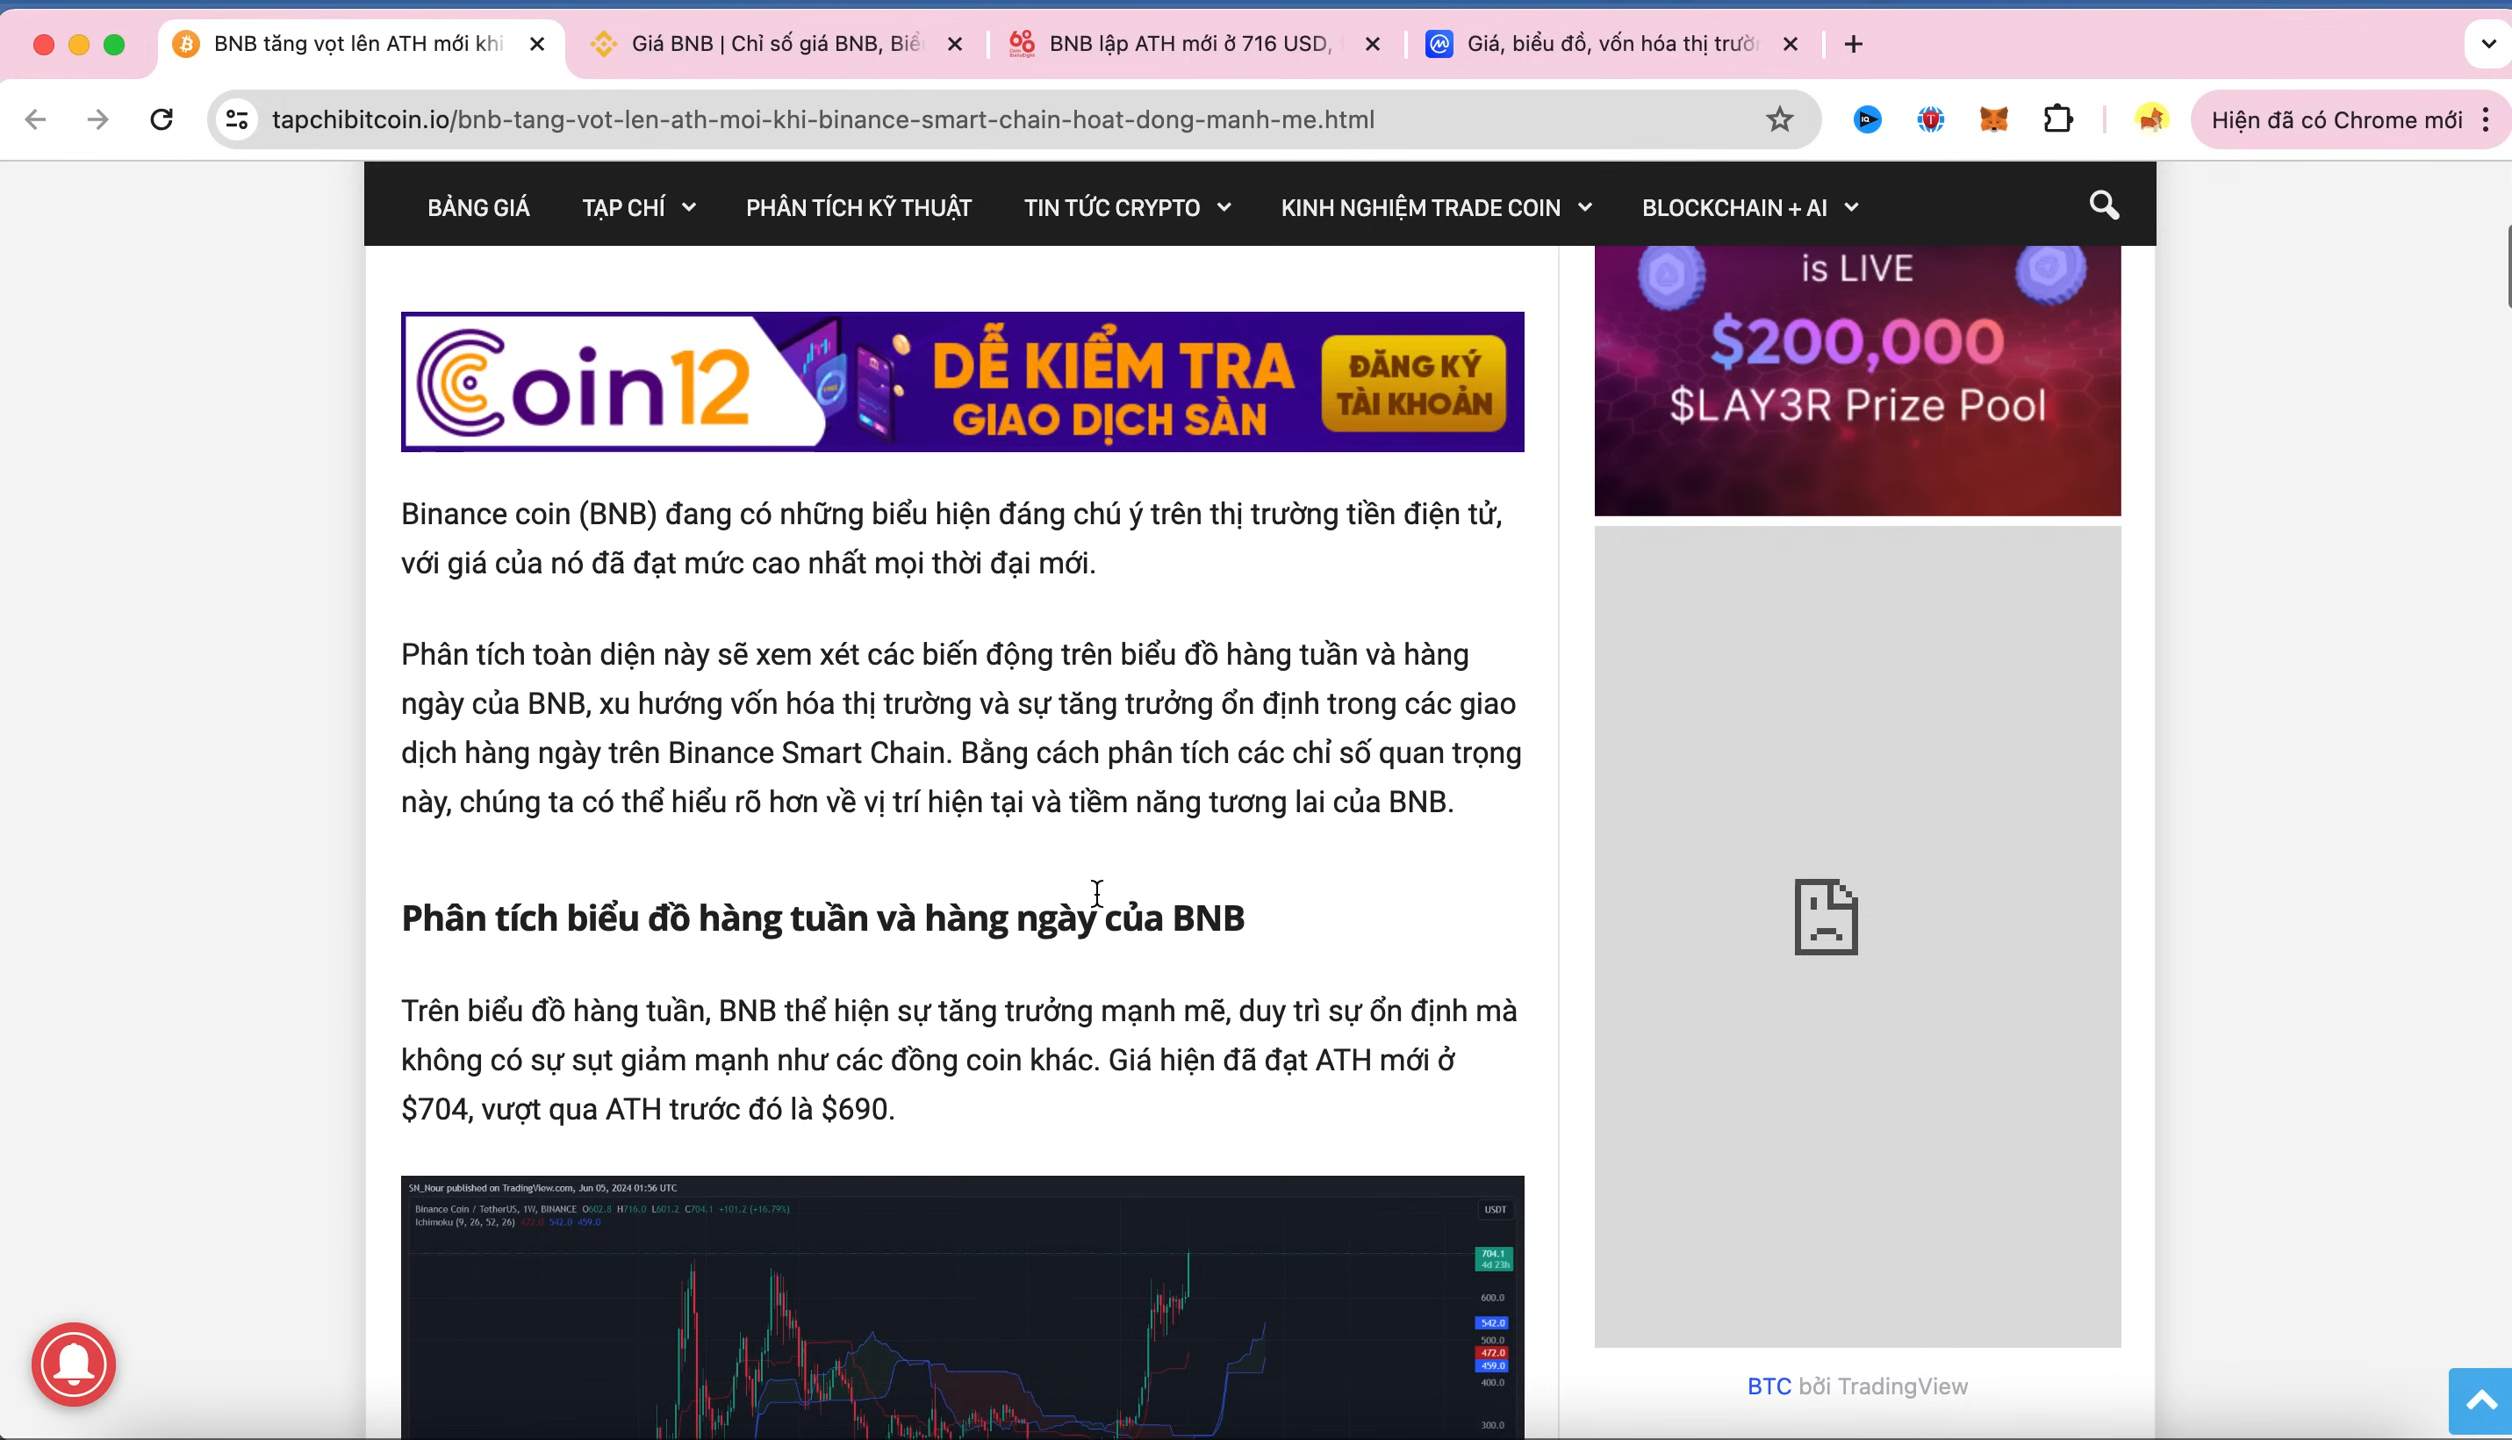 BNB tăng vọt lên ATH mới khi
Giá BNB | Chỉ số giá BNB, Biể
BNB lập ATH mới ở 716 USD,
Giá, biểu đồ, vốn hóa thị trườ
tapchibitcoin.io/bnb-tang-vot-len-ath-moi-khi-binance-smart-chain-hoat-dong-manh-me.html
Hiện đã có Chrome mới
BẢNG GIÁ TẠP CHÍ PHÂN TÍCH KỸ THUẬT TIN TỨC CRYPTO KINH NGHIỆM TRADE COIN BLOCKCHAIN + AI
Coin12
DỄ KIỂM TRA
GIAO DỊCH SÀN
ĐĂNG KÝ
TÀI KHOẢN
is LIVE
$200,000
$LAY3R Prize Pool
Binance coin (BNB) đang có những biểu hiện đáng chú ý trên thị trường tiền điện tử,
với giá của nó đã đạt mức cao nhất mọi thời đại mới.
Phân tích toàn diện này sẽ xem xét các biến động trên biểu đồ hàng tuần và hàng
ngày của BNB, xu hướng vốn hóa thị trường và sự tăng trưởng ổn định trong các giao
dịch hàng ngày trên Binance Smart Chain. Bằng cách phân tích các chỉ số quan trọng
này, chúng ta có thể hiểu rõ hơn về vị trí hiện tại và tiềm năng tương lai của BNB.
Phân tích biểu đồ hàng tuần và hàng ngày của BNB
Trên biểu đồ hàng tuần, BNB thể hiện sự tăng trưởng mạnh mẽ, duy trì sự ổn định mà
không có sự sụt giảm mạnh như các đồng coin khác. Giá hiện đã đạt ATH mới ở
$704, vượt qua ATH trước đó là $690.
SN_Nour published on TradingView.com, Jun 05, 2024 01:56 UTC
Binance Coin / TetherUS, 1W, BINANCE O602.8 H716.0 L601.2 C704.1 +101.2 (+16.79%)
Ichimoku (9, 26, 52, 26) 472.0 542.0 459.0
USDT
704.1
4d 23h
600.0
542.0
500.0
472.0
459.0
400.0
300.0
BTC bởi TradingView